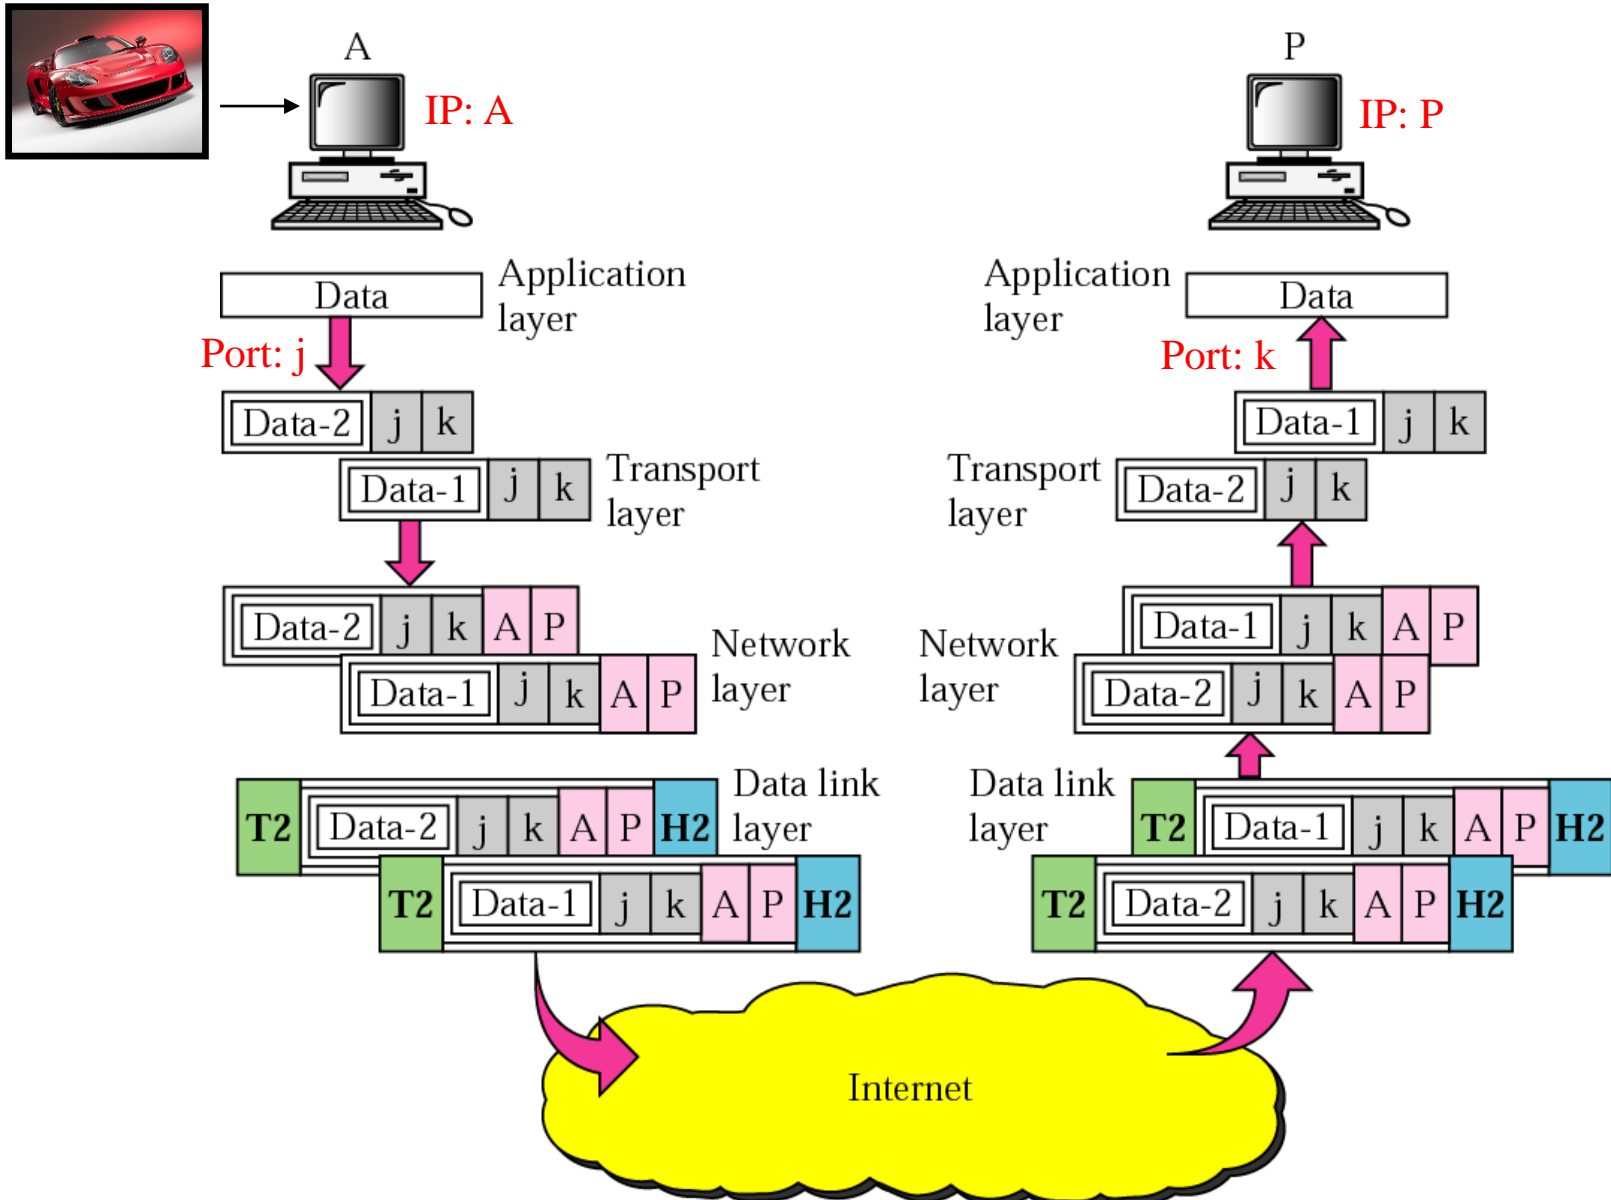 A
IP: A
P
IP: P
Data
Application
layer
Port: j
Data-2 j k
Data-1 j k
Transport
layer
Data-2 j k A P
Data-1 j k A P
Network
layer
T2 Data-2 j k A P H2
T2 Data-1 j k A P H2
Data link
layer
Application
layer
Data
Port: k
Data-1 j k
Transport
layer
Data-2 j k
Network
layer
Data-1 j k A P
Data-2 j k A P
Data link
layer
T2 Data-1 j k A P H2
T2 Data-2 j k A P H2
Internet